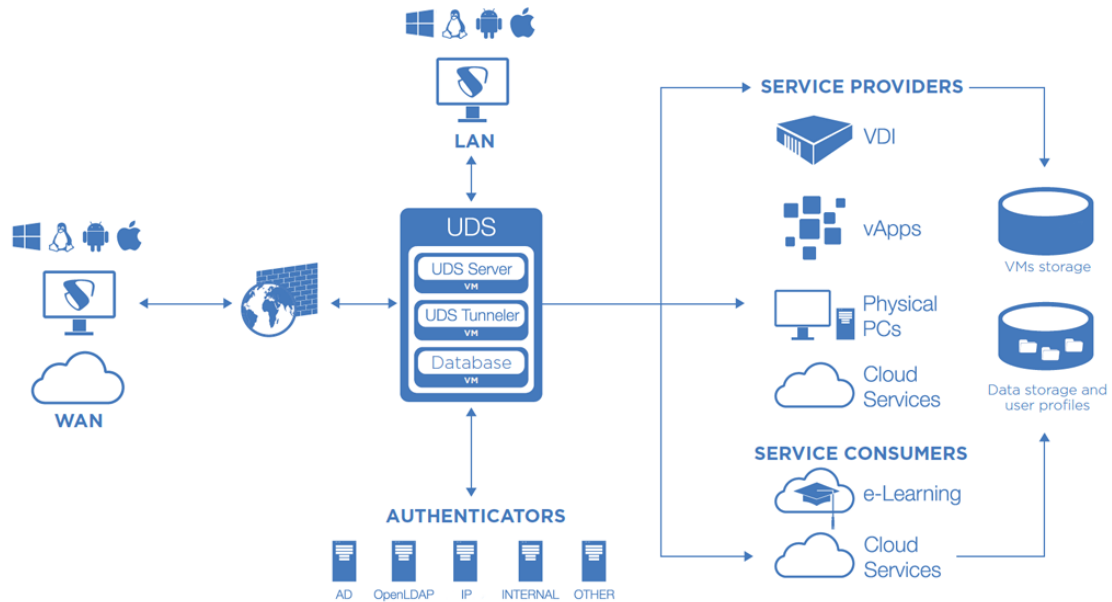 LAN
WAN
UDS
UDS Server
VM
UDS Tunneler
VM
Database
VM
AUTHENTICATORS
AD
OpenLDAP
IP
INTERNAL
OTHER
SERVICE PROVIDERS
VDI
vApps
Physical
PCs
Cloud
Services
SERVICE CONSUMERS
e-Learning
Cloud
Services
VMs storage
Data storage and
user profiles